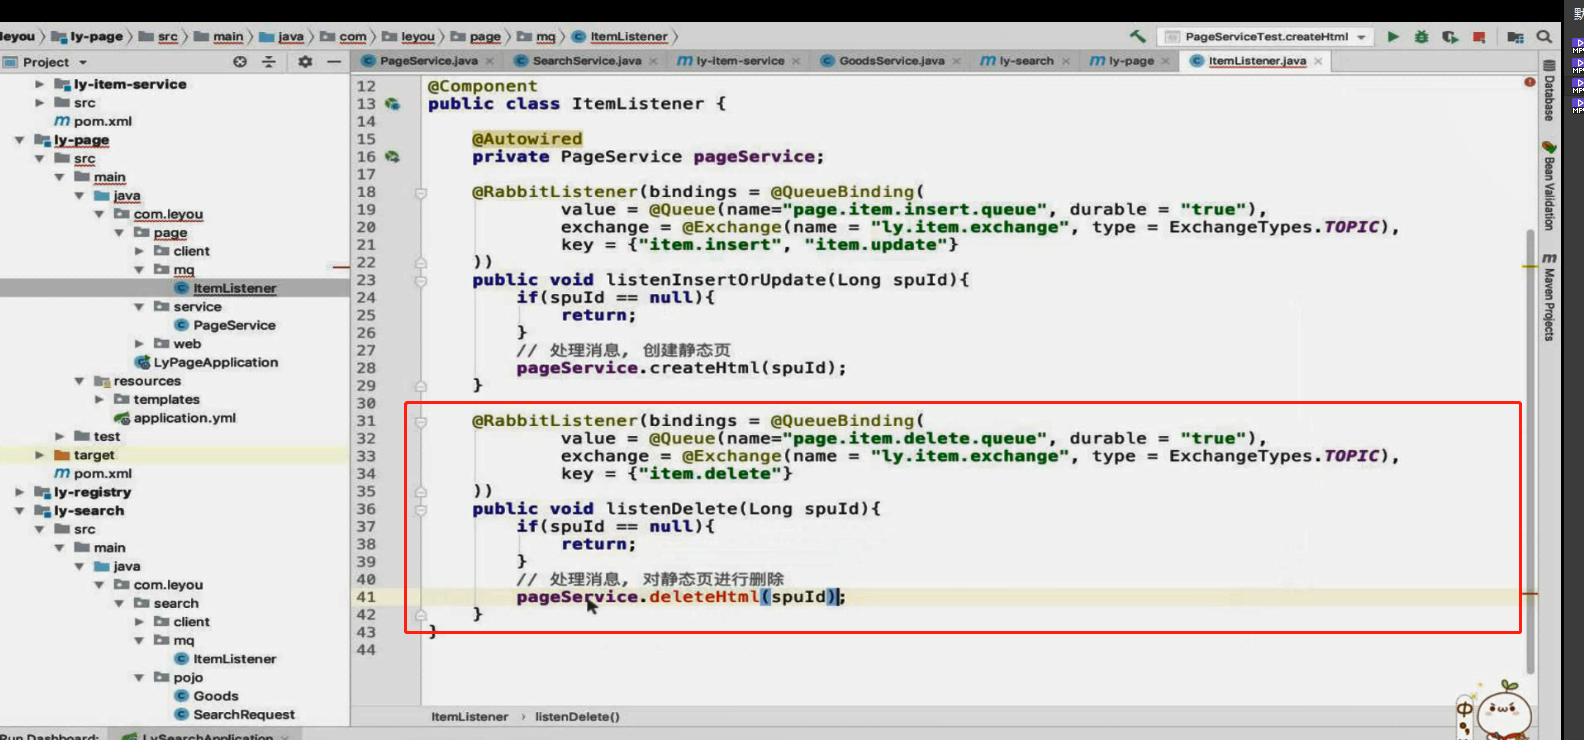 leyou ly-page src main java com leyou page mq ItemListener PageServiceTest.createHtml
Project
PageService.java SearchService.java ly-item-service GoodsService.java ly-search ly-page ItemListener.java
ly-item-service
src
pom.xml
ly-page
src
main
java
com.leyou
page
client
mq
ItemListener
service
PageService
web
LyPageApplication
resources
templates
application.yml
test
target
pom.xml
ly-registry
ly-search
src
main
java
com.leyou
search
client
mq
ItemListener
pojo
Goods
SearchRequest
12 @Component
13 public class ItemListener {
14
15 @Autowired
16 private PageService pageService;
17
18 @RabbitListener(bindings = @QueueBinding(
19 value = @Queue(name="page.item.insert.queue", durable = "true"),
20 exchange = @Exchange(name = "ly.item.exchange", type = ExchangeTypes.TOPIC),
21 key = {"item.insert", "item.update"}
22 ))
23 public void listenInsertOrUpdate(Long spuId){
24 if(spuId == null){
25 return;
26 }
27 // 处理消息, 创建静态页
28 pageService.createHtml(spuId);
29 }
30
31 @RabbitListener(bindings = @QueueBinding(
32 value = @Queue(name="page.item.delete.queue", durable = "true"),
33 exchange = @Exchange(name = "ly.item.exchange", type = ExchangeTypes.TOPIC),
34 key = {"item.delete"}
35 ))
36 public void listenDelete(Long spuId){
37 if(spuId == null){
38 return;
39 }
40 // 处理消息, 对静态页进行删除
41 pageService.deleteHtml(spuId);
42 }
43 }
44
Database
Bean Validation
Maven Projects
ItemListener › listenDelete()
中
Run Dashboard: LySearchApplication